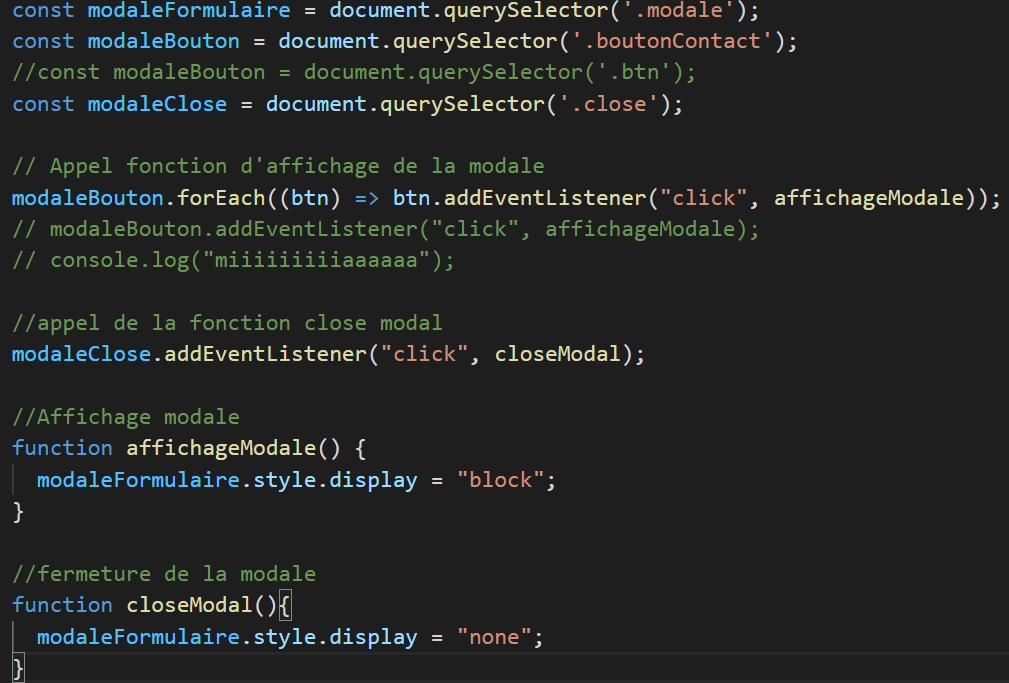 const modaleFormulaire = document.querySelector('.modale');
const modaleBouton = document.querySelector('.boutonContact');
//const modaleBouton = document.querySelector('.btn');
const modaleClose = document.querySelector('.close');
// Appel fonction d'affichage de la modale
modaleBouton.forEach((btn) => btn.addEventListener("click", affichageModale));
// modaleBouton.addEventListener("click", affichageModale);
// console.log("miiiiiiiiiaaaaaa");
//appel de la fonction close modal
modaleClose.addEventListener("click", closeModal);
//Affichage modale
function affichageModale() {
modaleFormulaire.style.display = "block";
}
//fermeture de la modale
function closeModal(){
modaleFormulaire.style.display = "none";
}